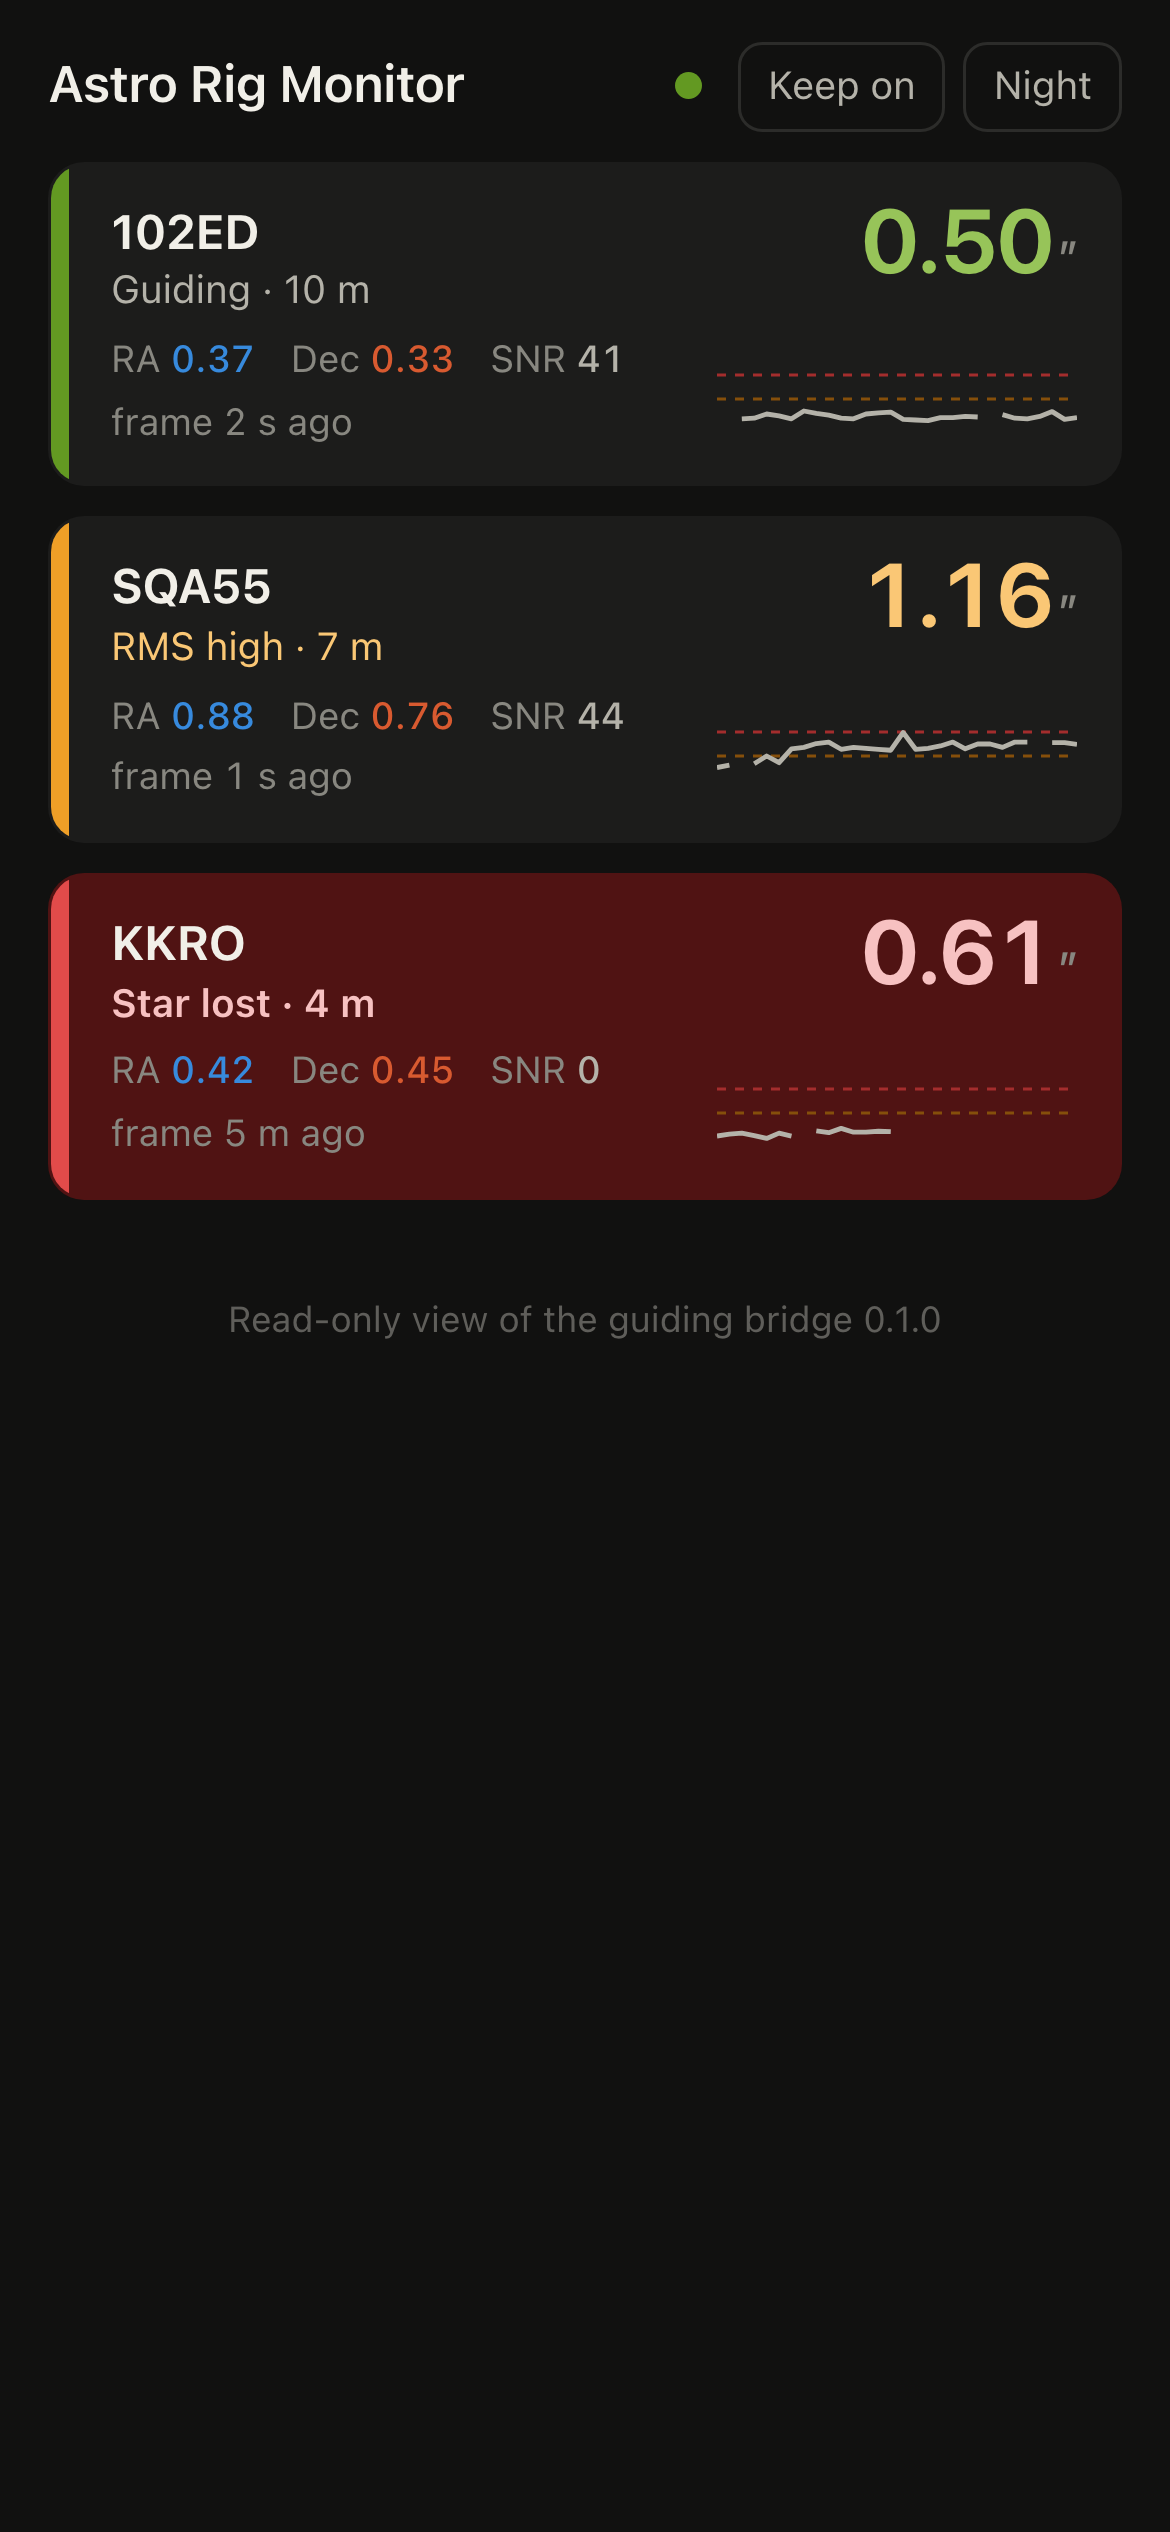 Astro Rig Monitor
Keep on
Night
102ED
0.50″
Guiding · 10 m
RA 0.37 Dec 0.33 SNR 41
frame 2 s ago
SQA55
1.16″
RMS high · 7 m
RA 0.88 Dec 0.76 SNR 44
frame 1 s ago
KKRO
0.61″
Star lost · 4 m
RA 0.42 Dec 0.45 SNR 0
frame 5 m ago
Read-only view of the guiding bridge 0.1.0